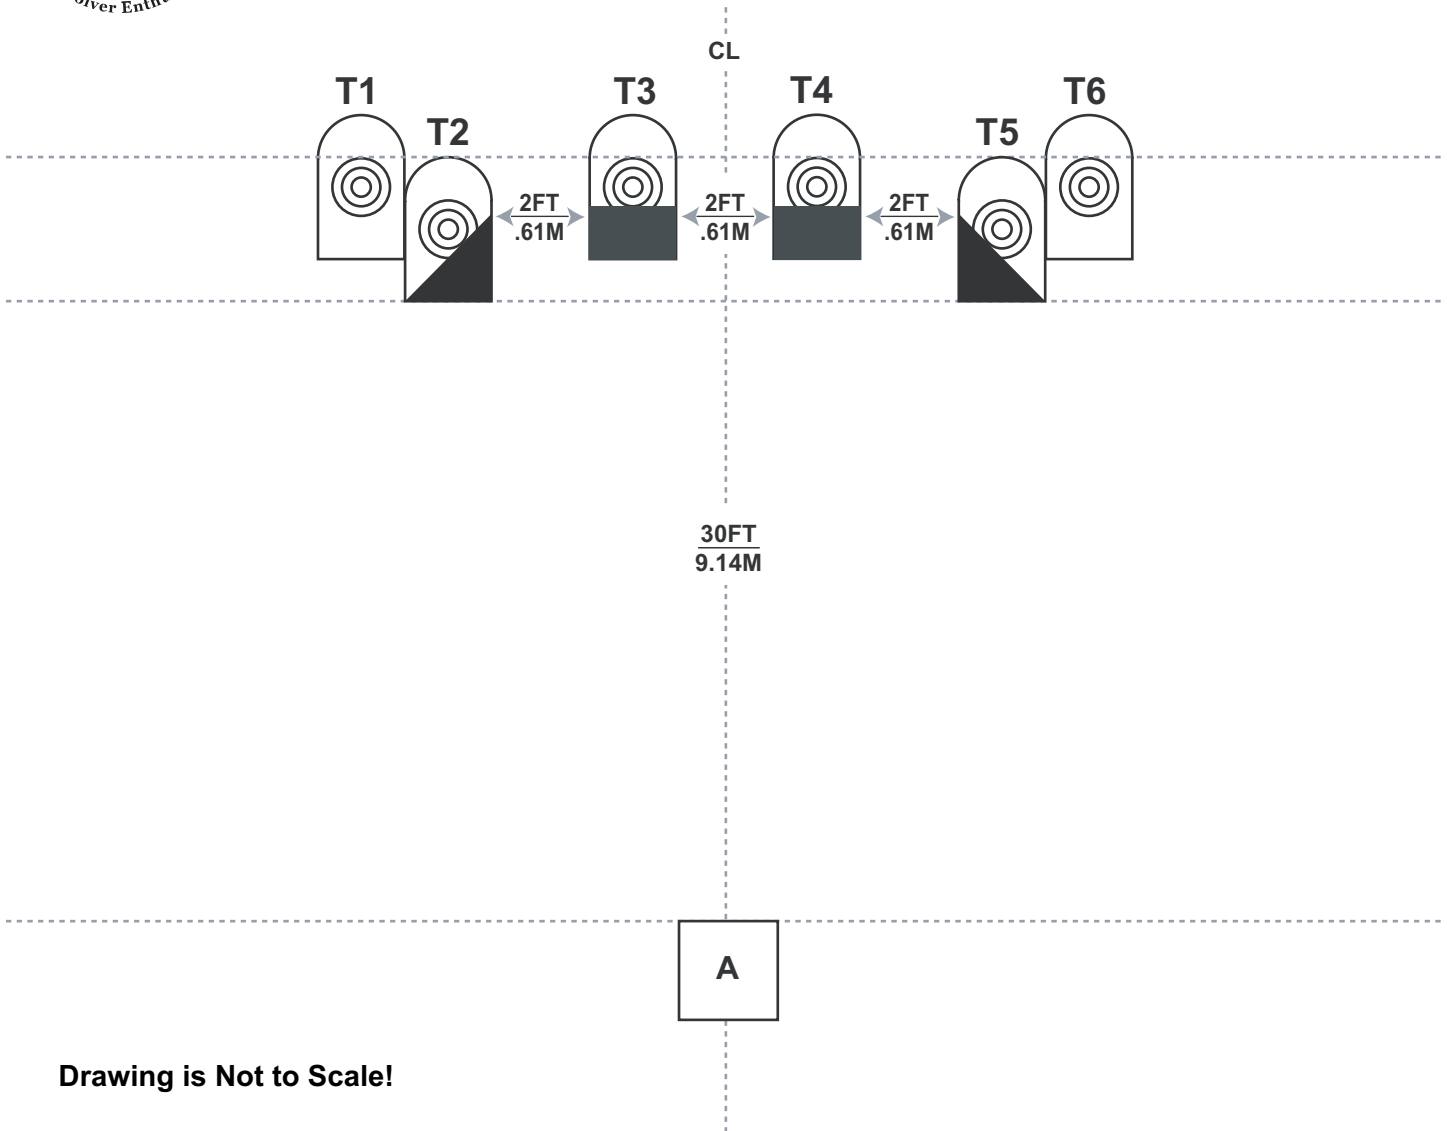 CL
T1
T2
T3
T4
T5
T6
2FT
.61M
2FT
.61M
2FT
.61M
30FT
9.14M
A
Drawing is Not to Scale!